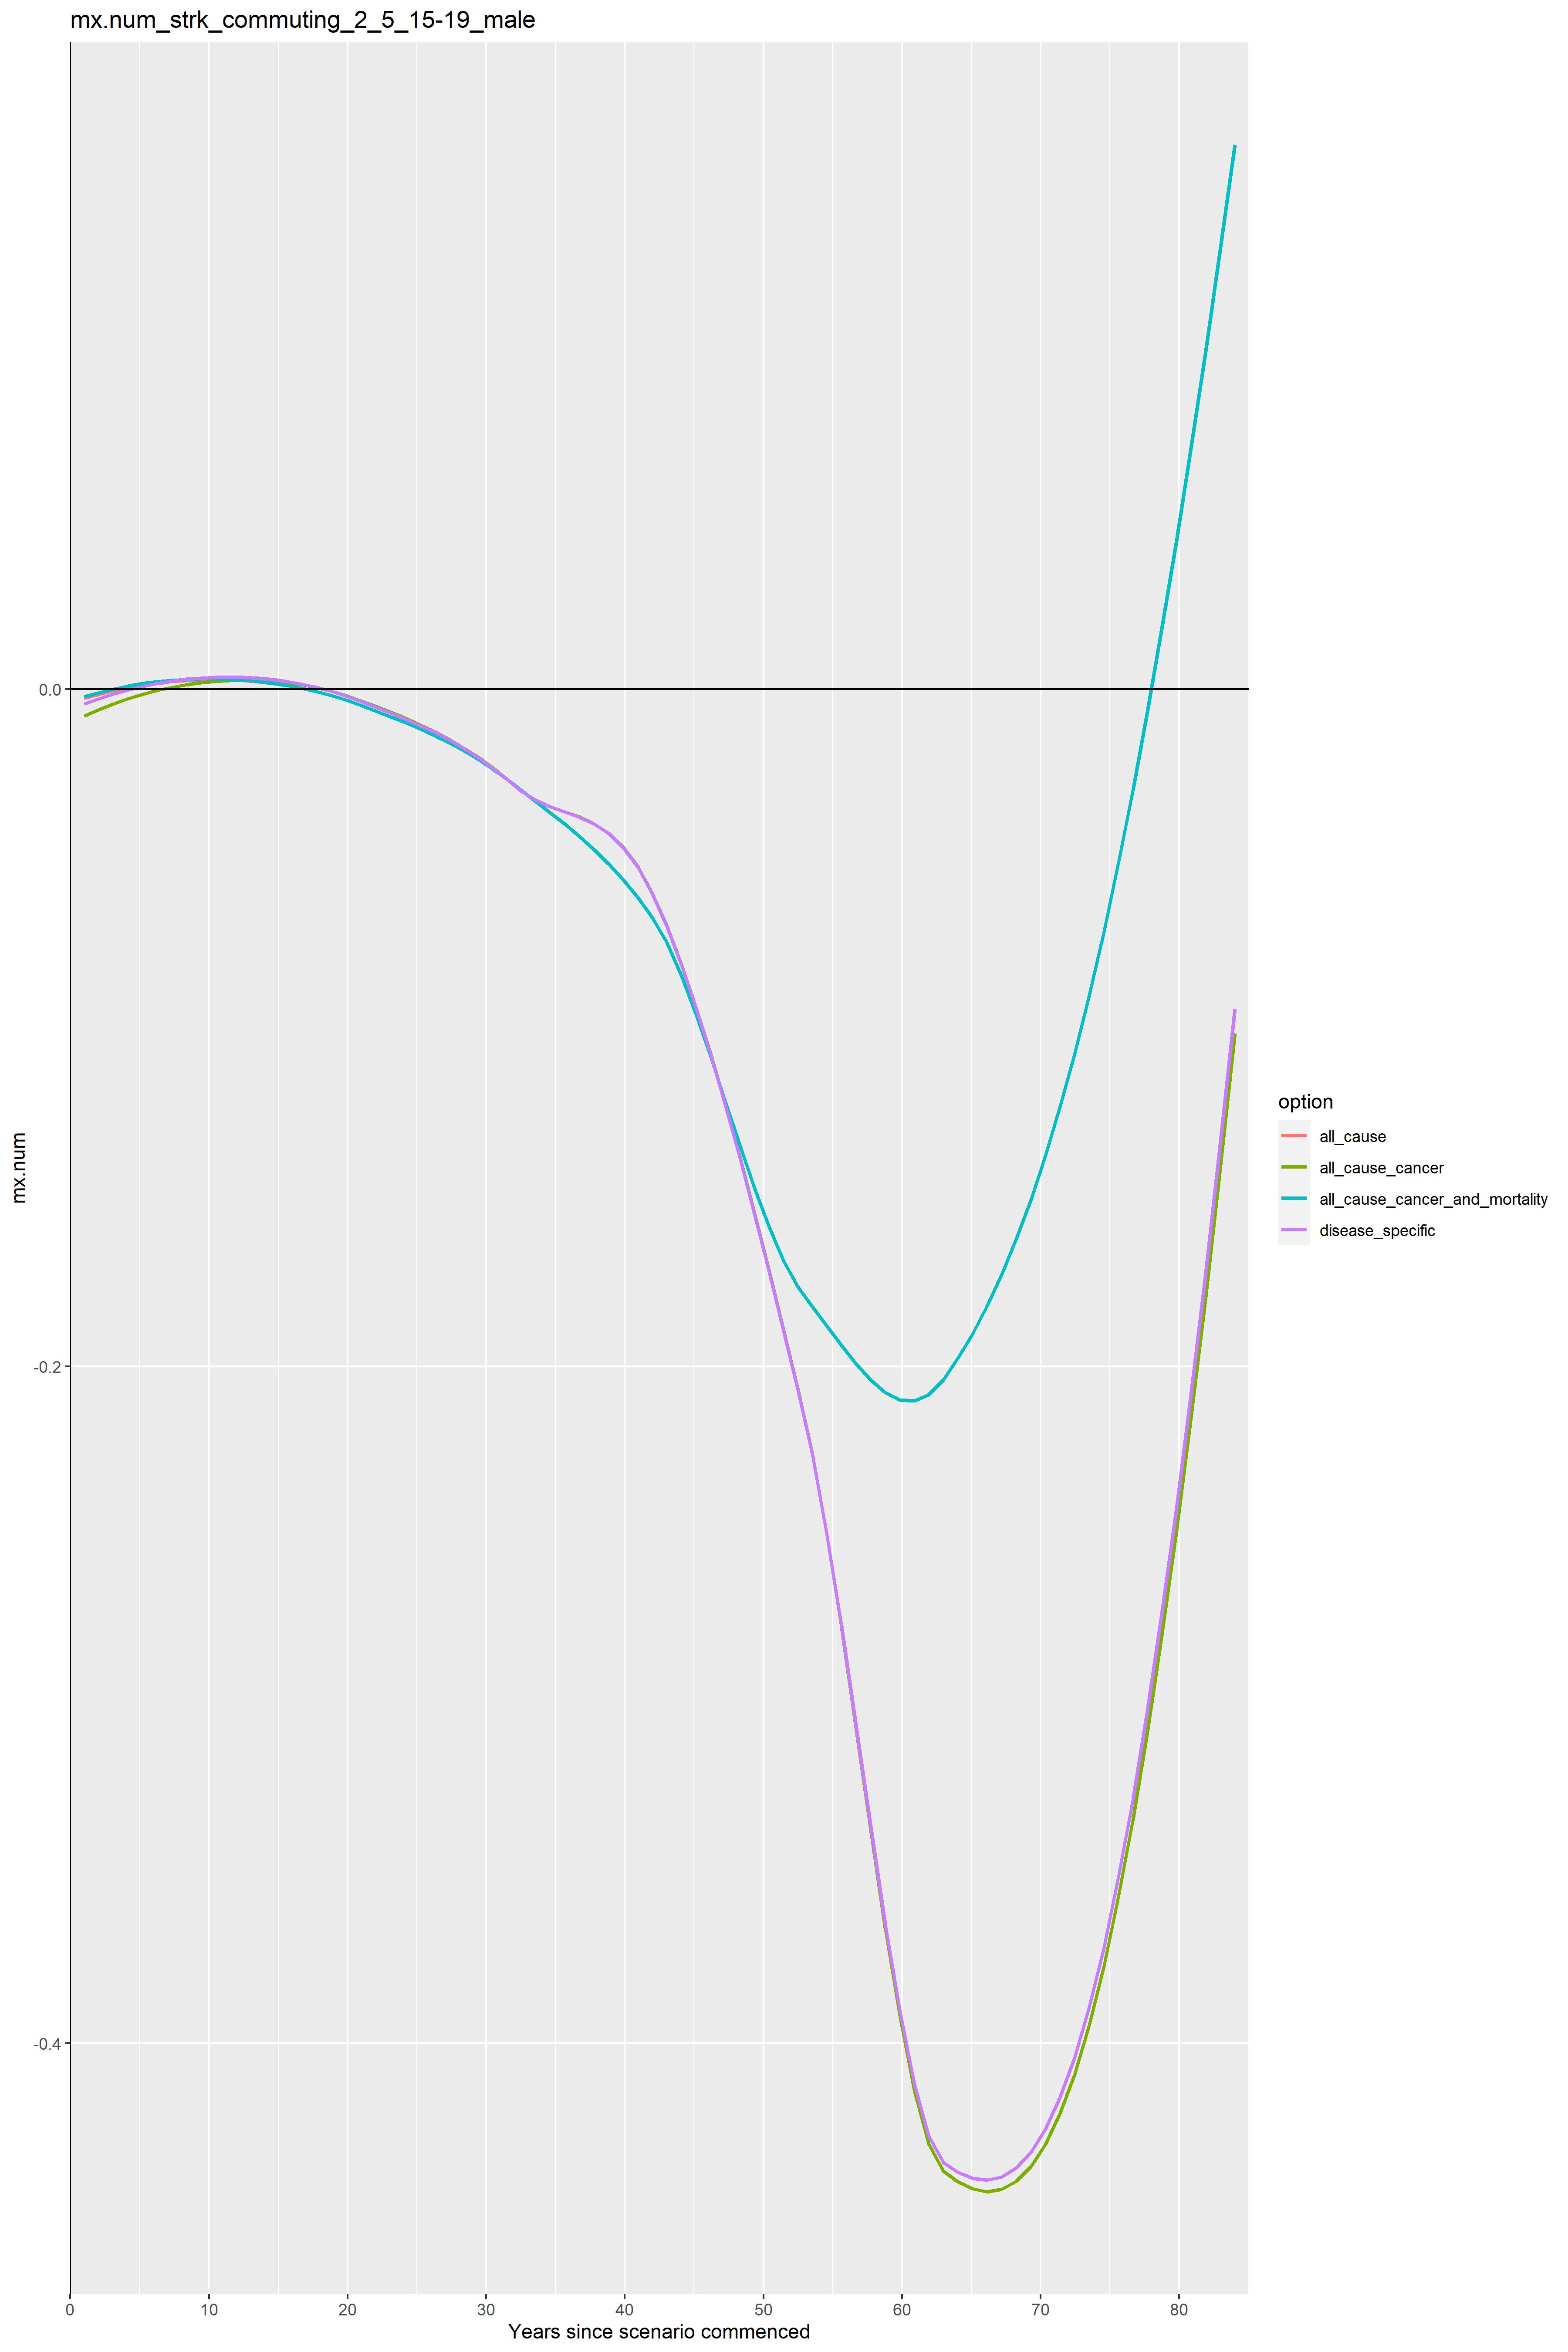 mx.num_strk_commuting_2_5_15-19_male
0.0
-0.2
-0.4
mx.num
0 10 20 30 40 50 60 70 80
Years since scenario commenced
option
all_cause
all_cause_cancer
all_cause_cancer_and_mortality
disease_specific